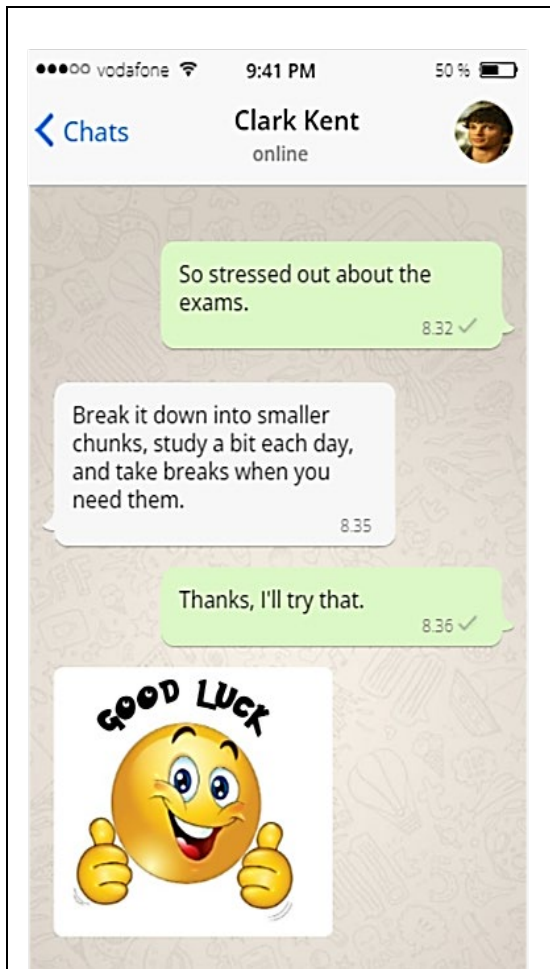 vodafone 9:41 PM 50 %
Chats
Clark Kent
online
So stressed out about the
exams.
8.32
Break it down into smaller
chunks, study a bit each day,
and take breaks when you
need them.
8.35
Thanks, I'll try that.
8.36
GOOD LUCK